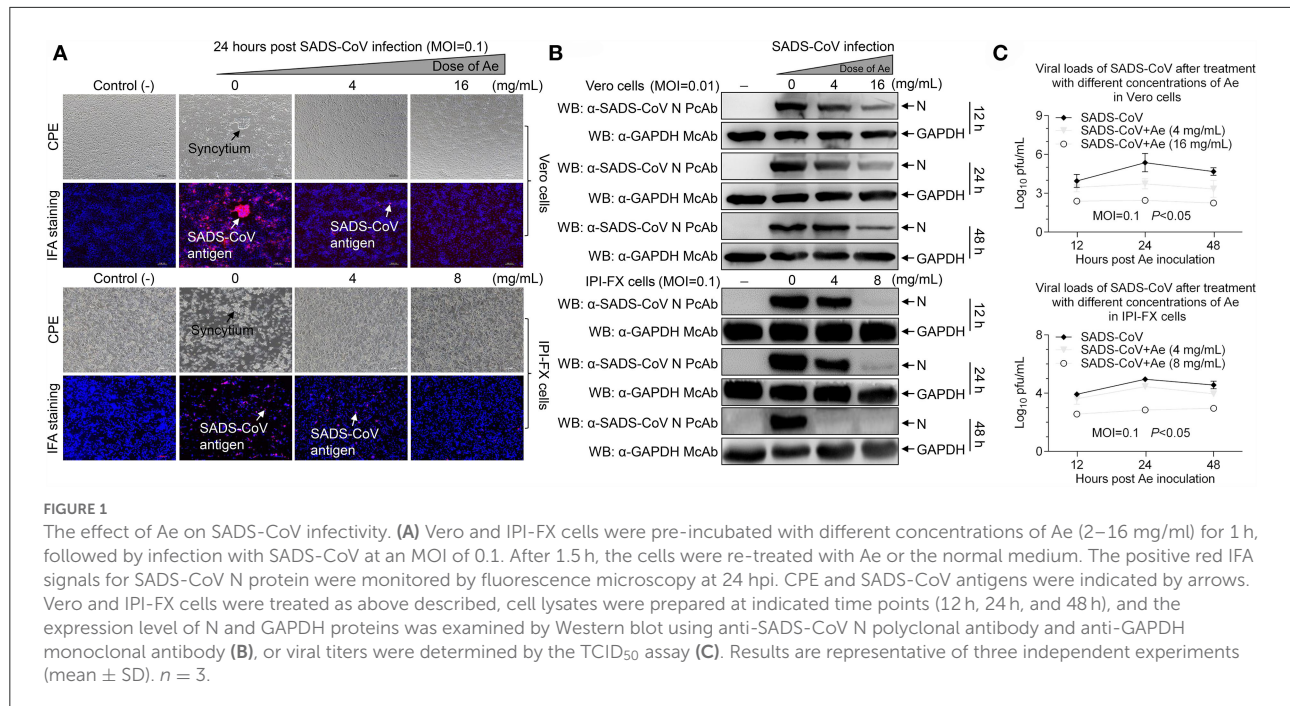 A
24 hours post SADS-CoV infection (MOI=0.1)
Dose of Ae
Control (-) 0 4 16 (mg/mL)
CPE
Syncytium
Vero cells
IFA staining
SADS-CoV antigen
SADS-CoV antigen
Control (-) 0 4 8 (mg/mL)
CPE
Syncytium
IPI-FX cells
IFA staining
SADS-CoV antigen
SADS-CoV antigen
B
SADS-CoV infection
Dose of Ae
Vero cells (MOI=0.01) – 0 4 16 (mg/mL)
WB: α-SADS-CoV N PcAb ← N
12 h
WB: α-GAPDH McAb ← GAPDH
WB: α-SADS-CoV N PcAb ← N
24 h
WB: α-GAPDH McAb ← GAPDH
WB: α-SADS-CoV N PcAb ← N
48 h
WB: α-GAPDH McAb ← GAPDH
IPI-FX cells (MOI=0.1) – 0 4 8 (mg/mL)
WB: α-SADS-CoV N PcAb ← N
12 h
WB: α-GAPDH McAb ← GAPDH
WB: α-SADS-CoV N PcAb ← N
24 h
WB: α-GAPDH McAb ← GAPDH
WB: α-SADS-CoV N PcAb ← N
48 h
WB: α-GAPDH McAb ← GAPDH
C
Viral loads of SADS-CoV after treatment
with different concentrations of Ae
in Vero cells
SADS-CoV
SADS-CoV+Ae (4 mg/mL)
SADS-CoV+Ae (16 mg/mL)
Log10 pfu/mL
9
6
3
0
MOI=0.1 P<0.05
12 24 48
Hours post Ae inoculation
Viral loads of SADS-CoV after treatment
with different concentrations of Ae
in IPI-FX cells
SADS-CoV
SADS-CoV+Ae (4 mg/mL)
SADS-CoV+Ae (8 mg/mL)
Log10 pfu/mL
8
6
4
2
0
MOI=0.1 P<0.05
12 24 48
Hours post Ae inoculation
FIGURE 1
The effect of Ae on SADS-CoV infectivity. (A) Vero and IPI-FX cells were pre-incubated with different concentrations of Ae (2–16 mg/ml) for 1 h,
followed by infection with SADS-CoV at an MOI of 0.1. After 1.5 h, the cells were re-treated with Ae or the normal medium. The positive red IFA
signals for SADS-CoV N protein were monitored by fluorescence microscopy at 24 hpi. CPE and SADS-CoV antigens were indicated by arrows.
Vero and IPI-FX cells were treated as above described, cell lysates were prepared at indicated time points (12 h, 24 h, and 48 h), and the
expression level of N and GAPDH proteins was examined by Western blot using anti-SADS-CoV N polyclonal antibody and anti-GAPDH
monoclonal antibody (B), or viral titers were determined by the TCID50 assay (C). Results are representative of three independent experiments
(mean ± SD). n = 3.